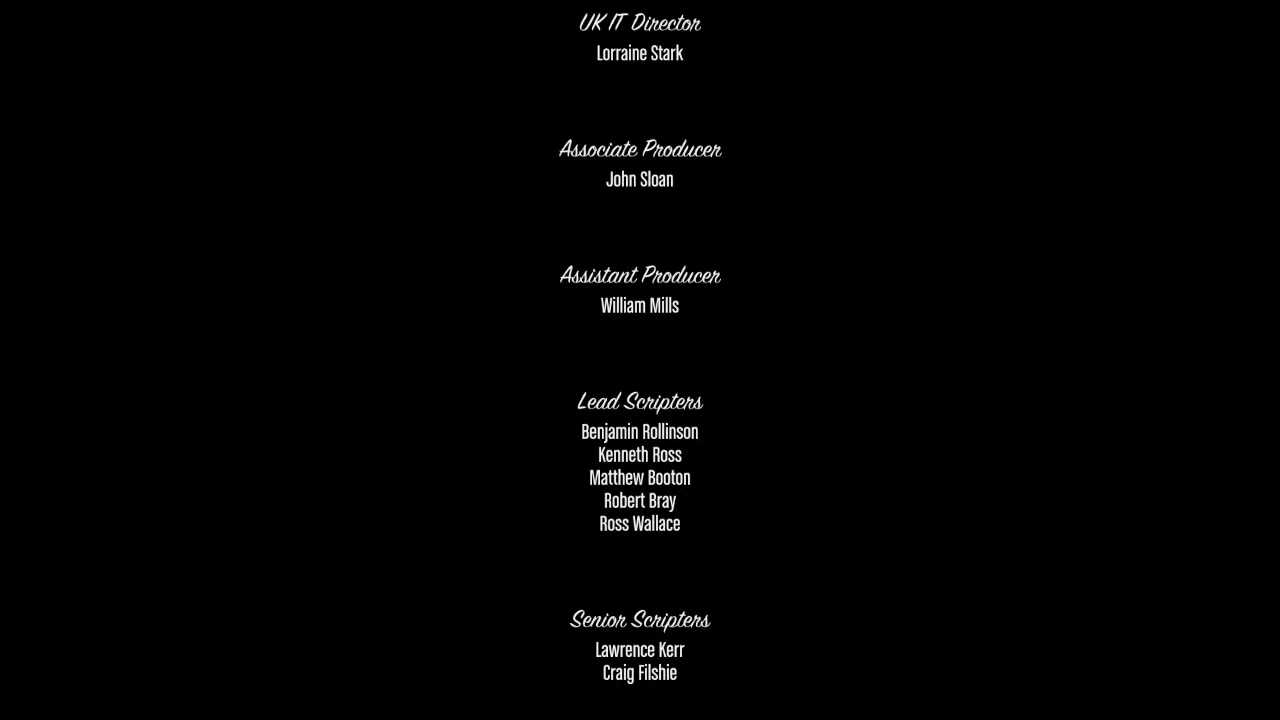 UK IT Director
Lorraine Stark
Associate Producer
John Sloan
Assistant Producer
William Mills
Lead Scripters
Benjamin Rollinson
Kenneth Ross
Matthew Booton
Robert Bray
Ross Wallace
Senior Scripters
Lawrence Kerr
Craig Filshie